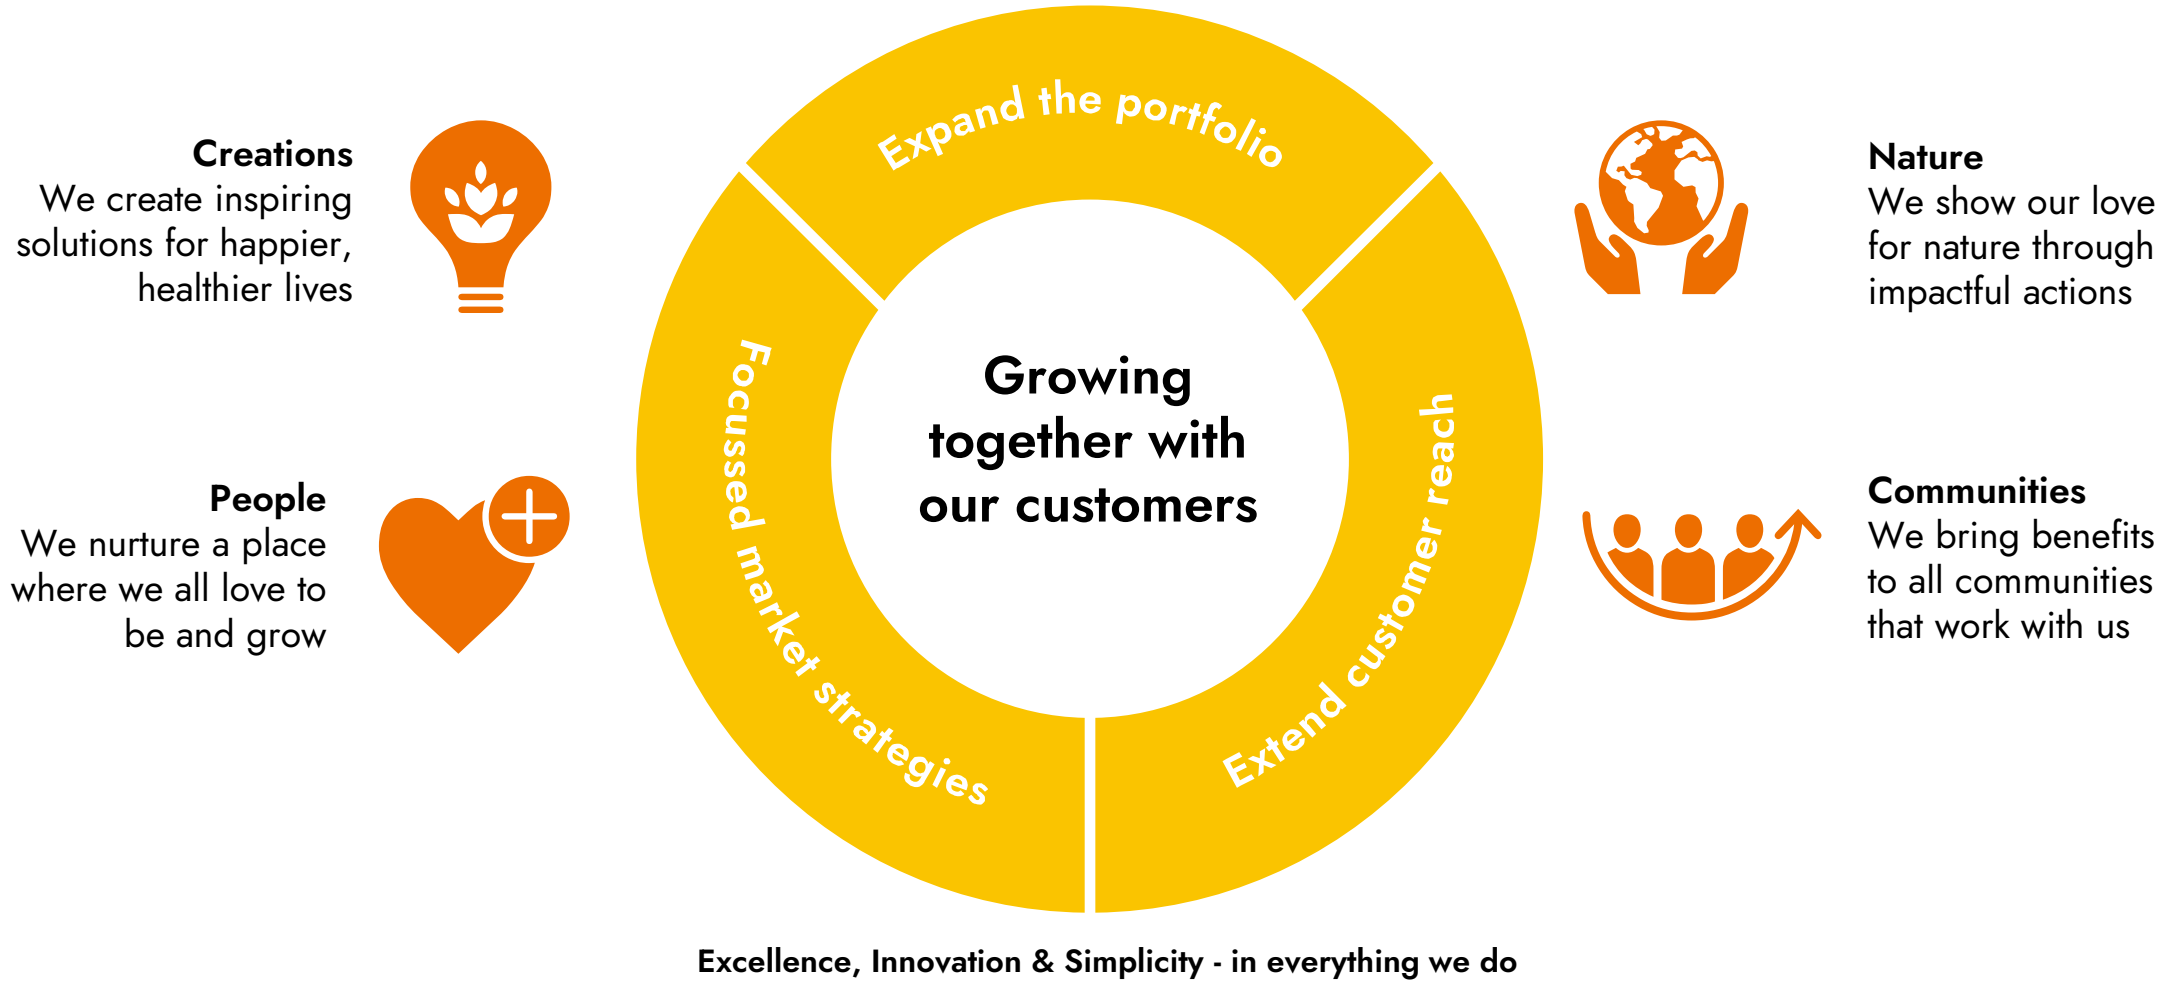 Creations
We create inspiring
solutions for happier,
healthier lives
People
We nurture a place
where we all love to
be and grow
Expand the portfolio
Focussed market strategies
Extend customer reach
Growing
together with
our customers
Nature
We show our love
for nature through
impactful actions
Communities
We bring benefits
to all communities
that work with us
Excellence, Innovation & Simplicity - in everything we do